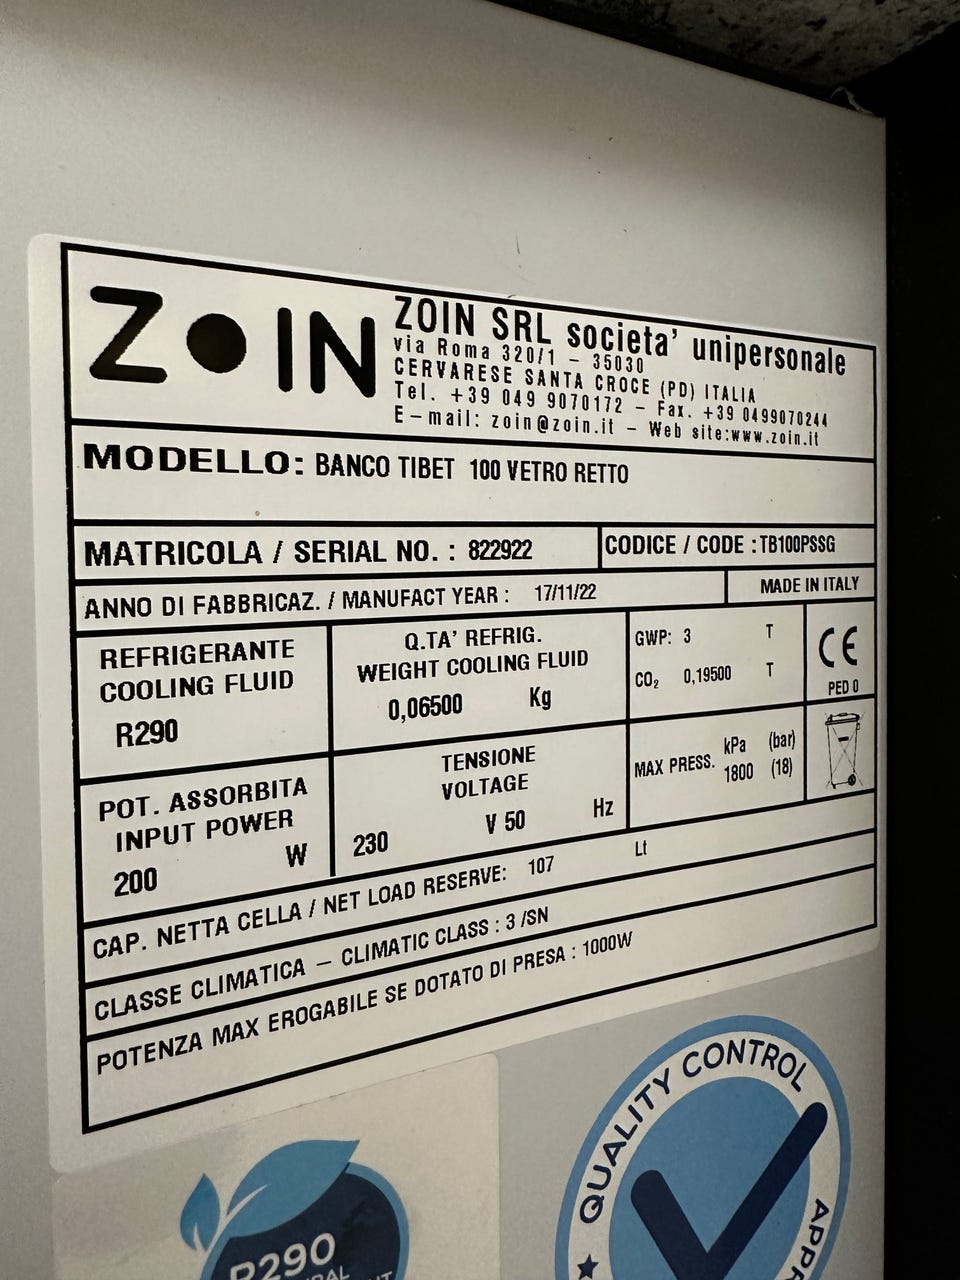 ZOIN
ZOIN SRL societa' unipersonale
via Roma 320/1 – 35030
CERVARESE SANTA CROCE (PD) ITALIA
Tel. +39 049 9070172 – Fax. +39 0499070244
E-mail: zoin@zoin.it – Web site:www.zoin.it
MODELLO: BANCO TIBET 100 VETRO RETTO
MATRICOLA / SERIAL NO. : 822922
CODICE / CODE :TB100PSSG
ANNO DI FABBRICAZ. / MANUFACT YEAR : 17/11/22
MADE IN ITALY
REFRIGERANTE
COOLING FLUID
R290
Q.TA' REFRIG.
WEIGHT COOLING FLUID
0,06500 Kg
GWP: 3 T
CO₂ 0,19500 T
CE
PED 0
POT. ASSORBITA
INPUT POWER
200 W
TENSIONE
VOLTAGE
230 V 50 Hz
MAX PRESS. kPa (bar)
1800 (18)
CAP. NETTA CELLA / NET LOAD RESERVE: 107 Lt
CLASSE CLIMATICA – CLIMATIC CLASS : 3 /SN
POTENZA MAX EROGABILE SE DOTATO DI PRESA : 1000W
R290
QUALITY CONTROL